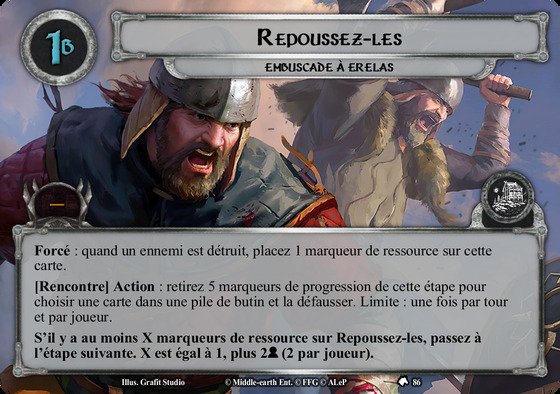 1B
Repoussez-les
Embuscade à Erelas
–
Forcé : quand un ennemi est détruit, placez 1 marqueur de ressource sur cette
carte.
[Rencontre] Action : retirez 5 marqueurs de progression de cette étape pour
choisir une carte dans une pile de butin et la défausser. Limite : une fois par tour
et par joueur.
S'il y a au moins X marqueurs de ressource sur Repoussez-les, passez à
l'étape suivante. X est égal à 1, plus 2 (2 par joueur).
Illus. Grafit Studio © Middle-earth Ent. © FFG © ALeP 86